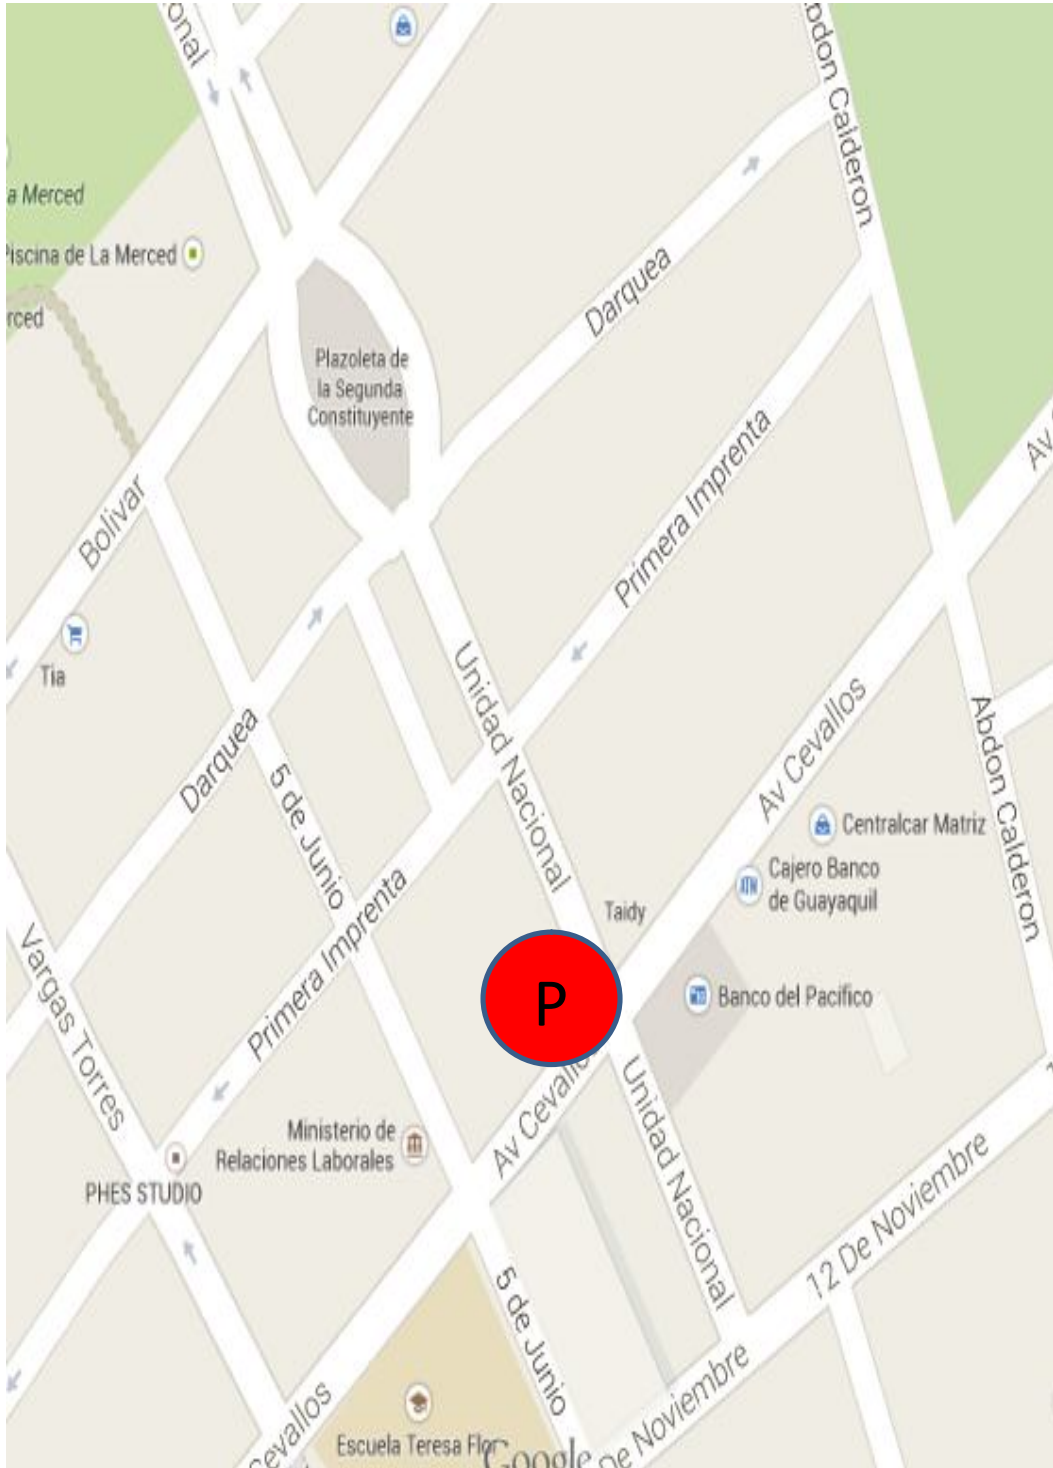 onal
bdon Calderon
a Merced
Piscina de La Merced
rced
Darquea
Plazoleta de
la Segunda
Constituyente
Av
Bolivar
Primera Imprenta
Tia
Unidad Nacional
Darquea
5 de Junio
Av Cevallos
Abdon Calderon
Centralcar Matriz
Cajero Banco
de Guayaquil
Taidy
Primera Imprenta
Vargas Torres
P
Banco del Pacífico
Av Cevallos
Unidad Nacional
Ministerio de
Relaciones Laborales
PHES STUDIO
12 De Noviembre
5 de Junio
Cevallos
Escuela Teresa Flor
Google
De Noviembre